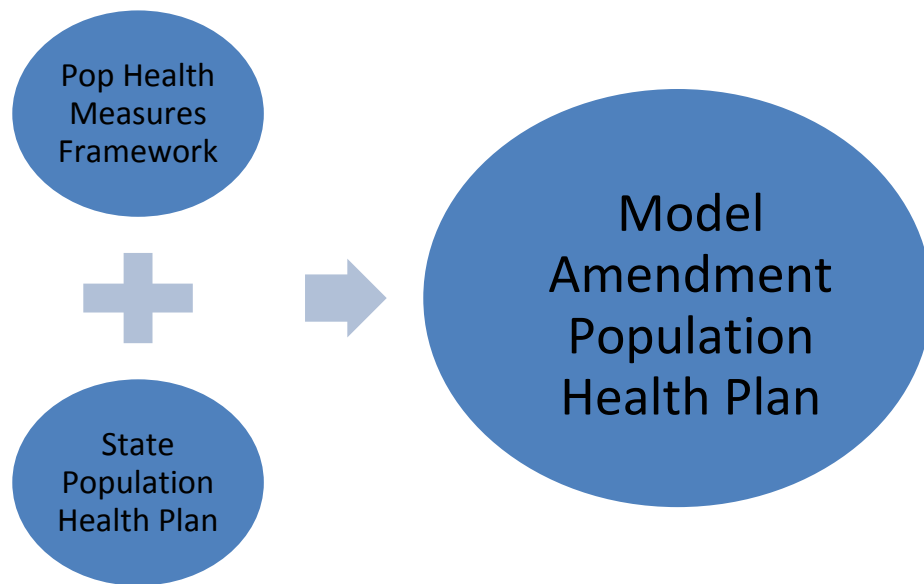 Pop Health
Measures
Framework
State
Population
Health Plan
Model
Amendment
Population
Health Plan